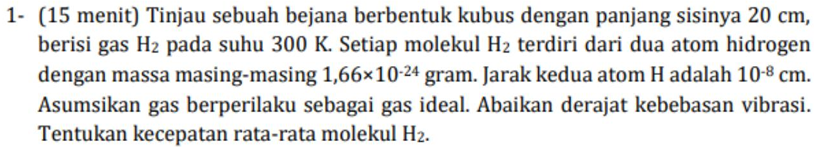 1- (15 menit) Tinjau sebuah bejana berbentuk kubus dengan panjang sisinya 20 cm,
berisi gas H₂ pada suhu 300 K. Setiap molekul H₂ terdiri dari dua atom hidrogen
dengan massa masing-masing 1,66×10⁻²⁴ gram. Jarak kedua atom H adalah 10⁻⁸ cm.
Asumsikan gas berperilaku sebagai gas ideal. Abaikan derajat kebebasan vibrasi.
Tentukan kecepatan rata-rata molekul H₂.